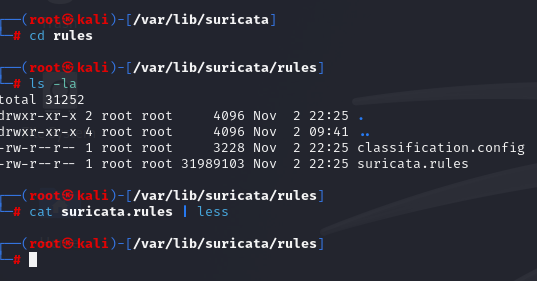 ┌──(root㉿kali)-[/var/lib/suricata]
└─# cd rules
┌──(root㉿kali)-[/var/lib/suricata/rules]
└─# ls -la
total 31252
drwxr-xr-x 2 root root     4096 Nov  2 22:25 .
drwxr-xr-x 4 root root     4096 Nov  2 09:41 ..
-rw-r--r-- 1 root root     3228 Nov  2 22:25 classification.config
-rw-r--r-- 1 root root 31989103 Nov  2 22:25 suricata.rules
┌──(root㉿kali)-[/var/lib/suricata/rules]
└─# cat suricata.rules | less
┌──(root㉿kali)-[/var/lib/suricata/rules]
└─#